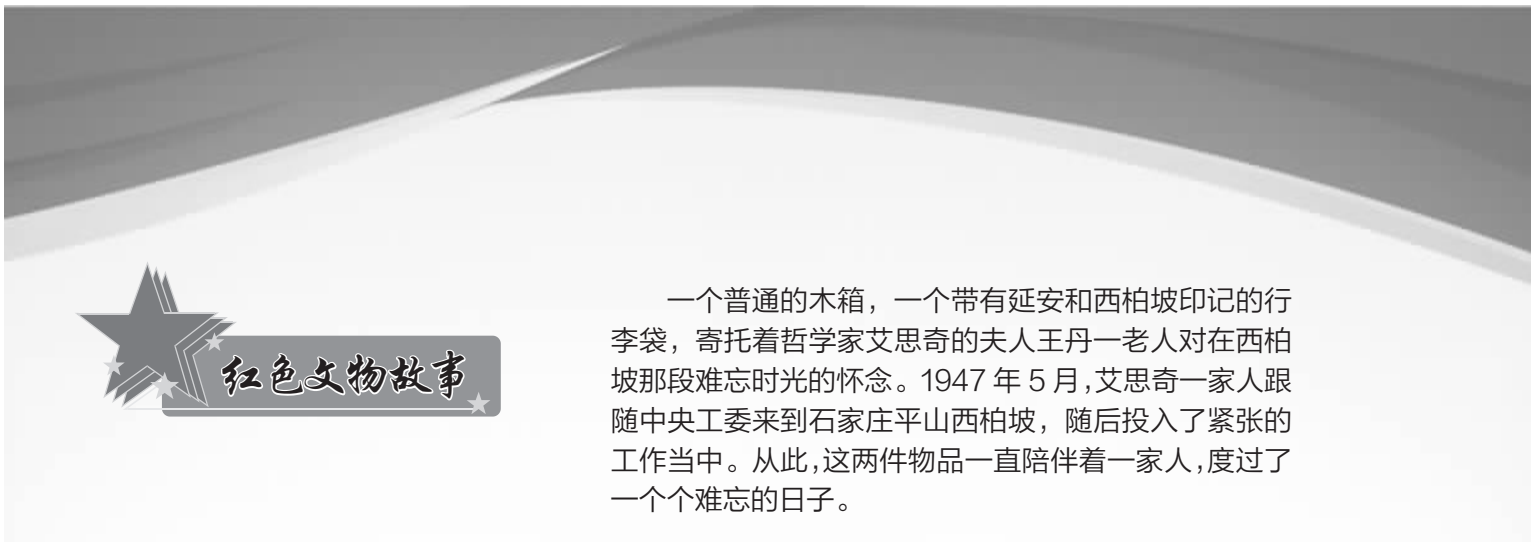 红色文物故事
一个普通的木箱，一个带有延安和西柏坡印记的行
李袋，寄托着哲学家艾思奇的夫人王丹一老人对在西柏
坡那段难忘时光的怀念。1947 年 5 月，艾思奇一家人跟
随中央工委来到石家庄平山西柏坡，随后投入了紧张的
工作当中。从此，这两件物品一直陪伴着一家人，度过了
一个个难忘的日子。